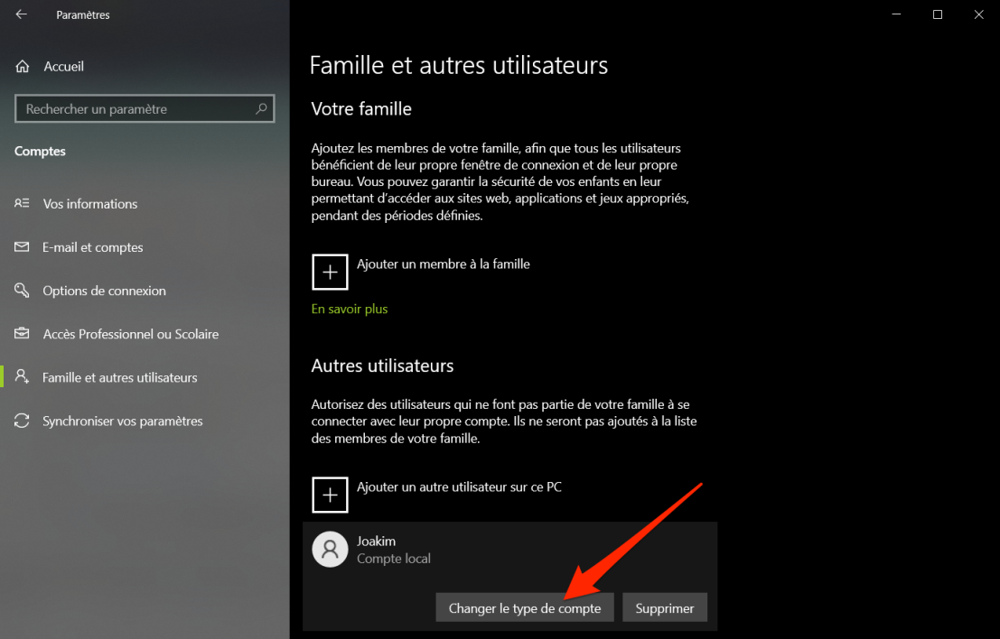 Paramètres
Accueil
Rechercher un paramètre
Comptes
Vos informations
E-mail et comptes
Options de connexion
Accès Professionnel ou Scolaire
Famille et autres utilisateurs
Synchroniser vos paramètres
Famille et autres utilisateurs
Votre famille
Ajoutez les membres de votre famille, afin que tous les utilisateurs
bénéficient de leur propre fenêtre de connexion et de leur propre
bureau. Vous pouvez garantir la sécurité de vos enfants en leur
permettant d'accéder aux sites web, applications et jeux appropriés,
pendant des périodes définies.
Ajouter un membre à la famille
En savoir plus
Autres utilisateurs
Autorisez des utilisateurs qui ne font pas partie de votre famille à se
connecter avec leur propre compte. Ils ne seront pas ajoutés à la liste
des membres de votre famille.
Ajouter un autre utilisateur sur ce PC
Joakim
Compte local
Changer le type de compte
Supprimer